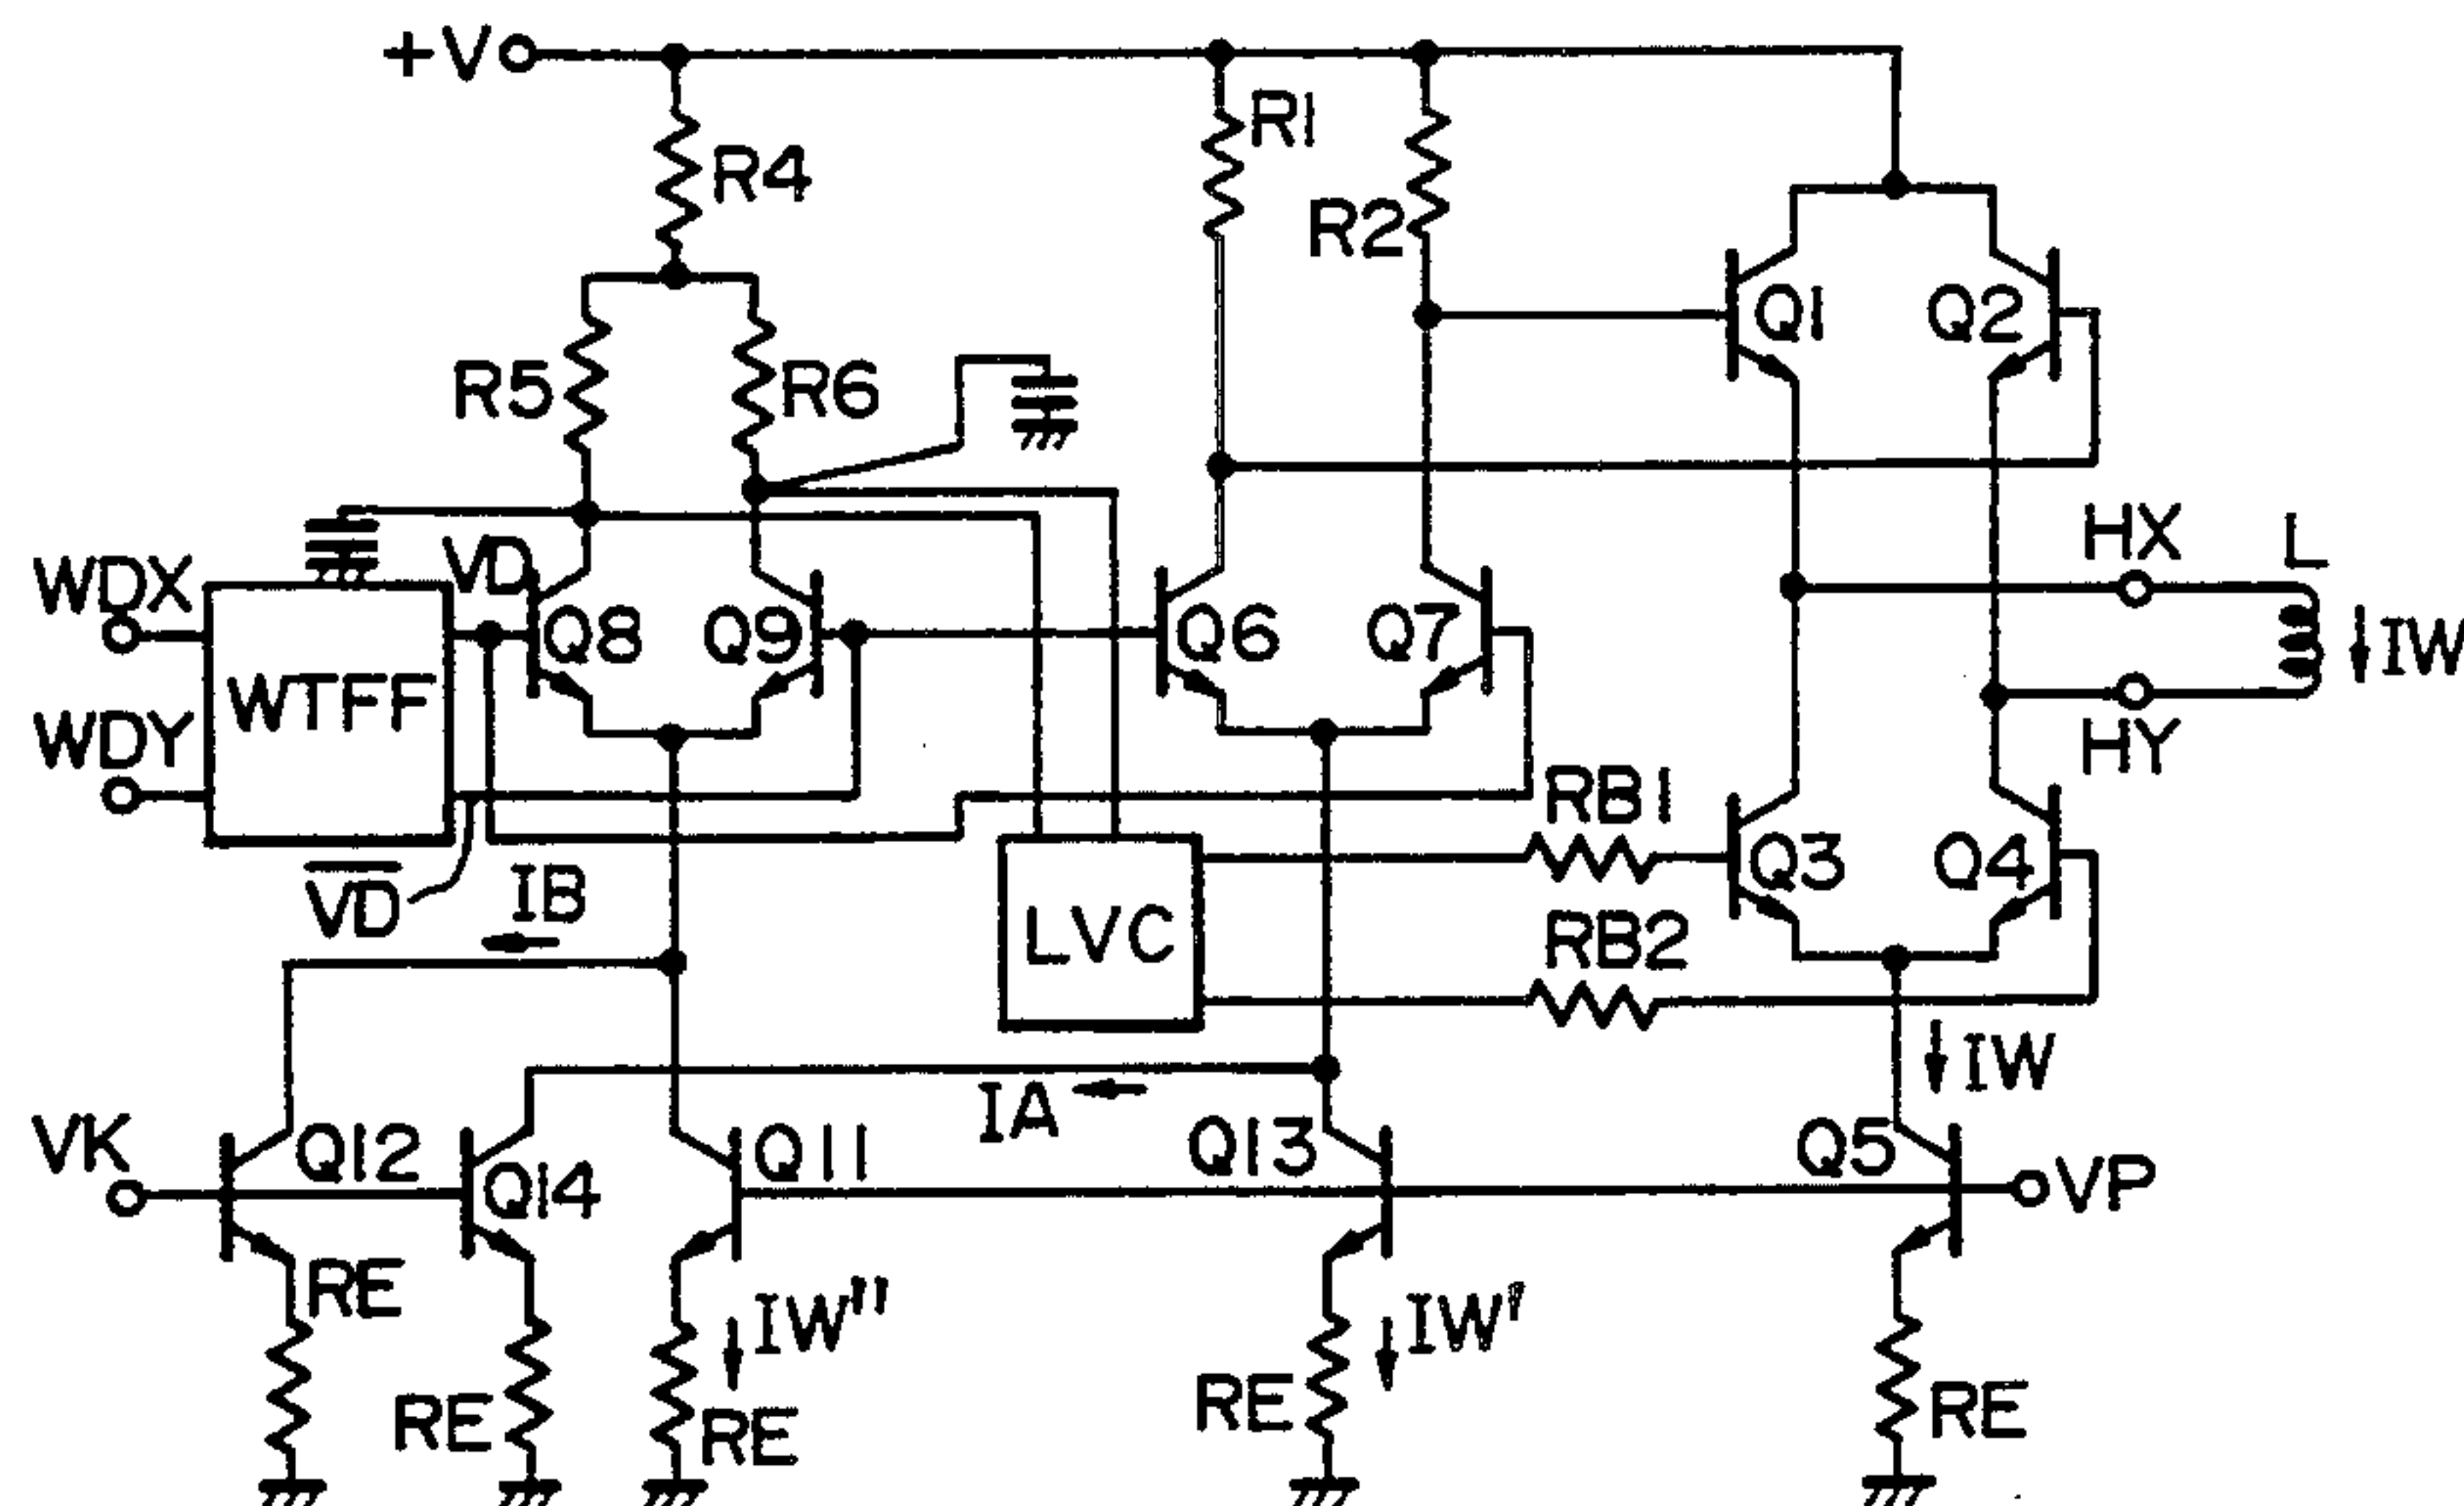 +V
R1
R4
R2
Q1
Q2
R5
R6
HX
L
WDX
VD
Q8
Q9
Q6
Q7
IW
WTFF
WDY
HY
RB1
Q3
Q4
VD
IB
LVC
RB2
IW
IA
VK
Q12
Q14
Q11
Q13
Q5
VP
RE
IW"
IW'
RE
RE
RE
RE